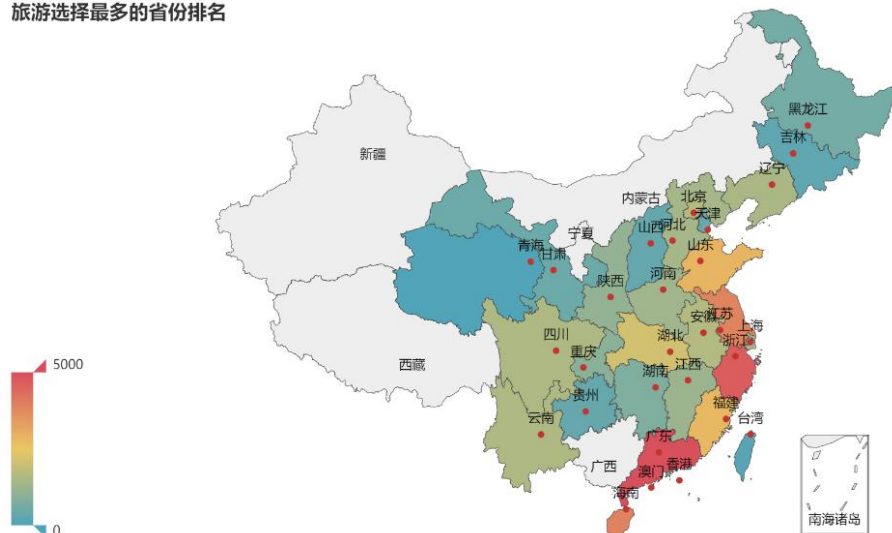 旅游选择最多的省份排名
黑龙江
吉林
辽宁
新疆
内蒙古
北京
天津
宁夏
山西
河北
青海
甘肃
山东
陕西
河南
西藏
四川
重庆
湖北
安徽
江苏
上海
浙江
湖南
江西
贵州
云南
福建
台湾
广西
广东
澳门
香港
海南
南海诸岛
5000
0